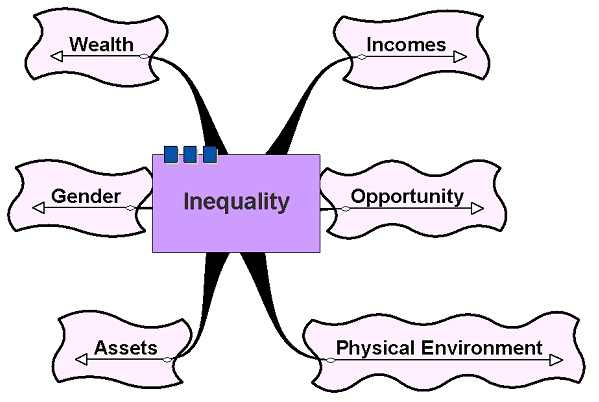 Wealth
Incomes
Gender
Inequality
Opportunity
Assets
Physical Environment